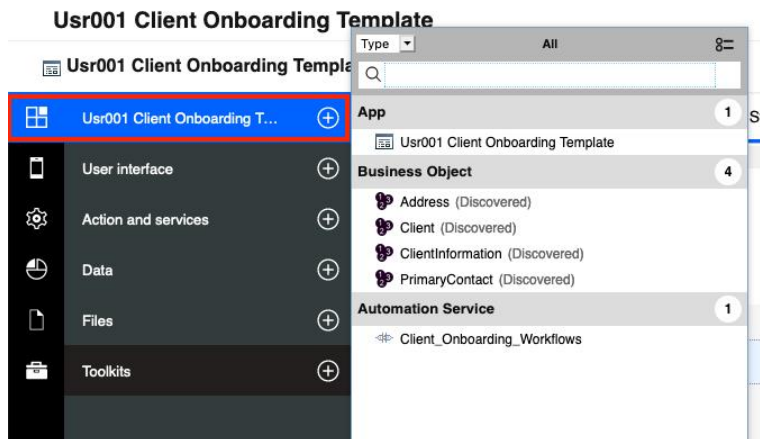 Usr001 Client Onboarding Template
Usr001 Client Onboarding Templa
Type
All
Usr001 Client Onboarding T...
User interface
Action and services
Data
Files
Toolkits
App 1
Usr001 Client Onboarding Template
Business Object 4
Address (Discovered)
Client (Discovered)
ClientInformation (Discovered)
PrimaryContact (Discovered)
Automation Service 1
Client_Onboarding_Workflows
S